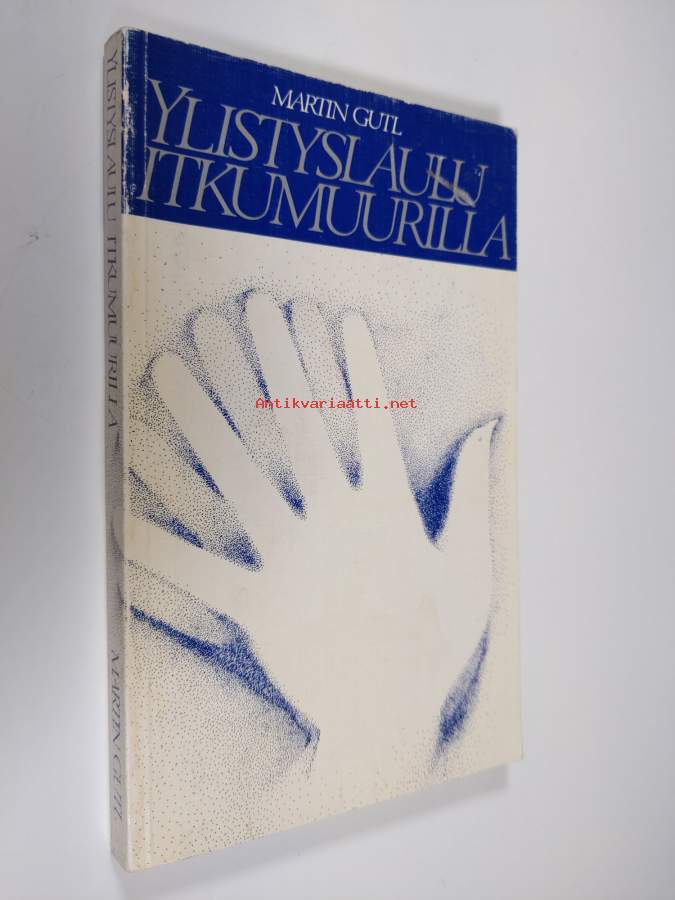 MARTIN GUTL
YLISTYSLAULU
ITKUMUURILLA
Antikvariaatti.net
YLISTYSLAULU ITKUMUURILLA
MARTIN GUTL